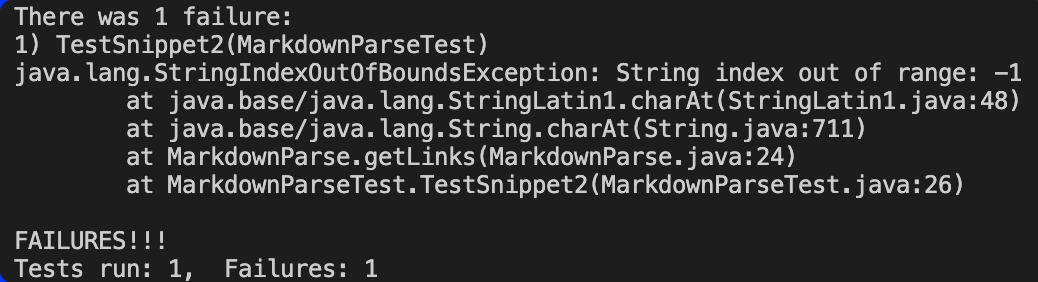 There was 1 failure:
1) TestSnippet2(MarkdownParseTest)
java.lang.StringIndexOutOfBoundsException: String index out of range: -1
        at java.base/java.lang.StringLatin1.charAt(StringLatin1.java:48)
        at java.base/java.lang.String.charAt(String.java:711)
        at MarkdownParse.getLinks(MarkdownParse.java:24)
        at MarkdownParseTest.TestSnippet2(MarkdownParseTest.java:26)

FAILURES!!!
Tests run: 1,  Failures: 1